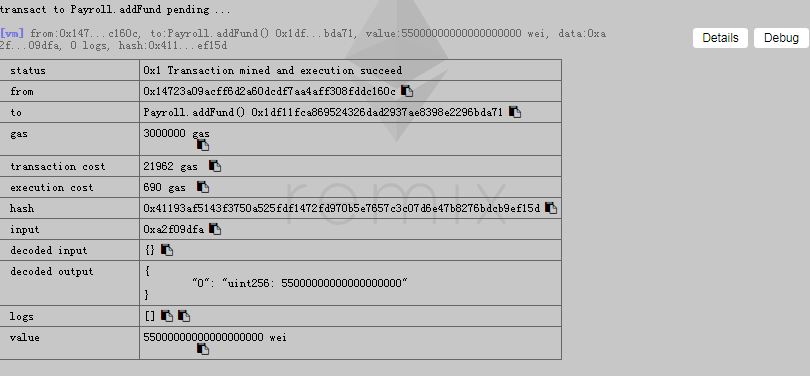 transact to Payroll.addFund pending ...
[vm] from:0x147...c160c, to:Payroll.addFund() 0x1df...bda71, value:55000000000000000000 wei, data:0xa
2f...09dfa, 0 logs, hash:0x411...ef15d
Details Debug
status 0x1 Transaction mined and execution succeed
from 0x14723a09acff6d2a60dcdf7aa4aff308fddc160c
to Payroll.addFund() 0x1df11fca869524326dad2937ae8398e2296bda71
gas 3000000 gas
transaction cost 21962 gas
execution cost 690 gas
hash 0x41193af5143f3750a525fdf1472fd970b5e7657c3c07d6e47b8276bdcb9ef15d
input 0xa2f09dfa
decoded input {}
decoded output {
"0": "uint256: 55000000000000000000"
}
logs []
value 55000000000000000000 wei
remix